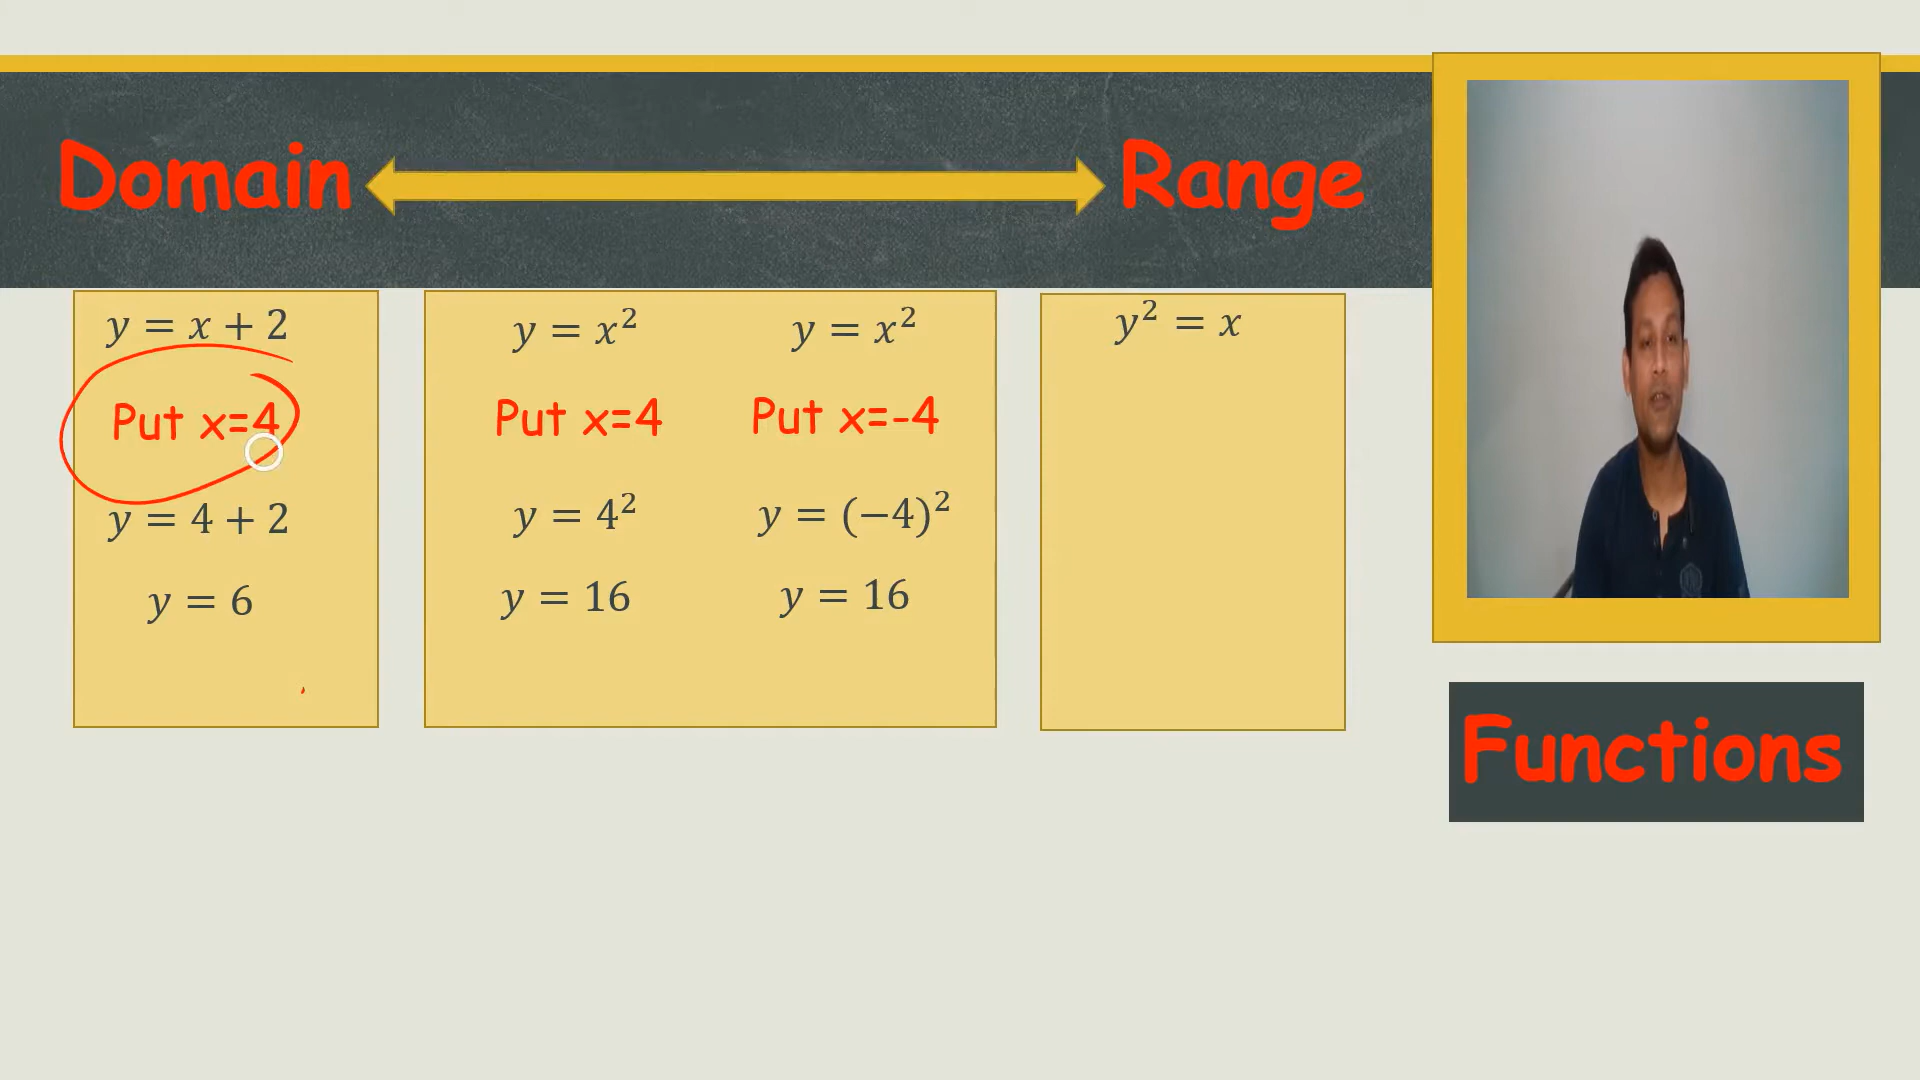 Domain
Range
y = x + 2
Put x=4
y = 4 + 2
y = 6
y = x²
Put x=4
y = 4²
y = 16
y = x²
Put x=-4
y = (−4)²
y = 16
y² = x
Functions